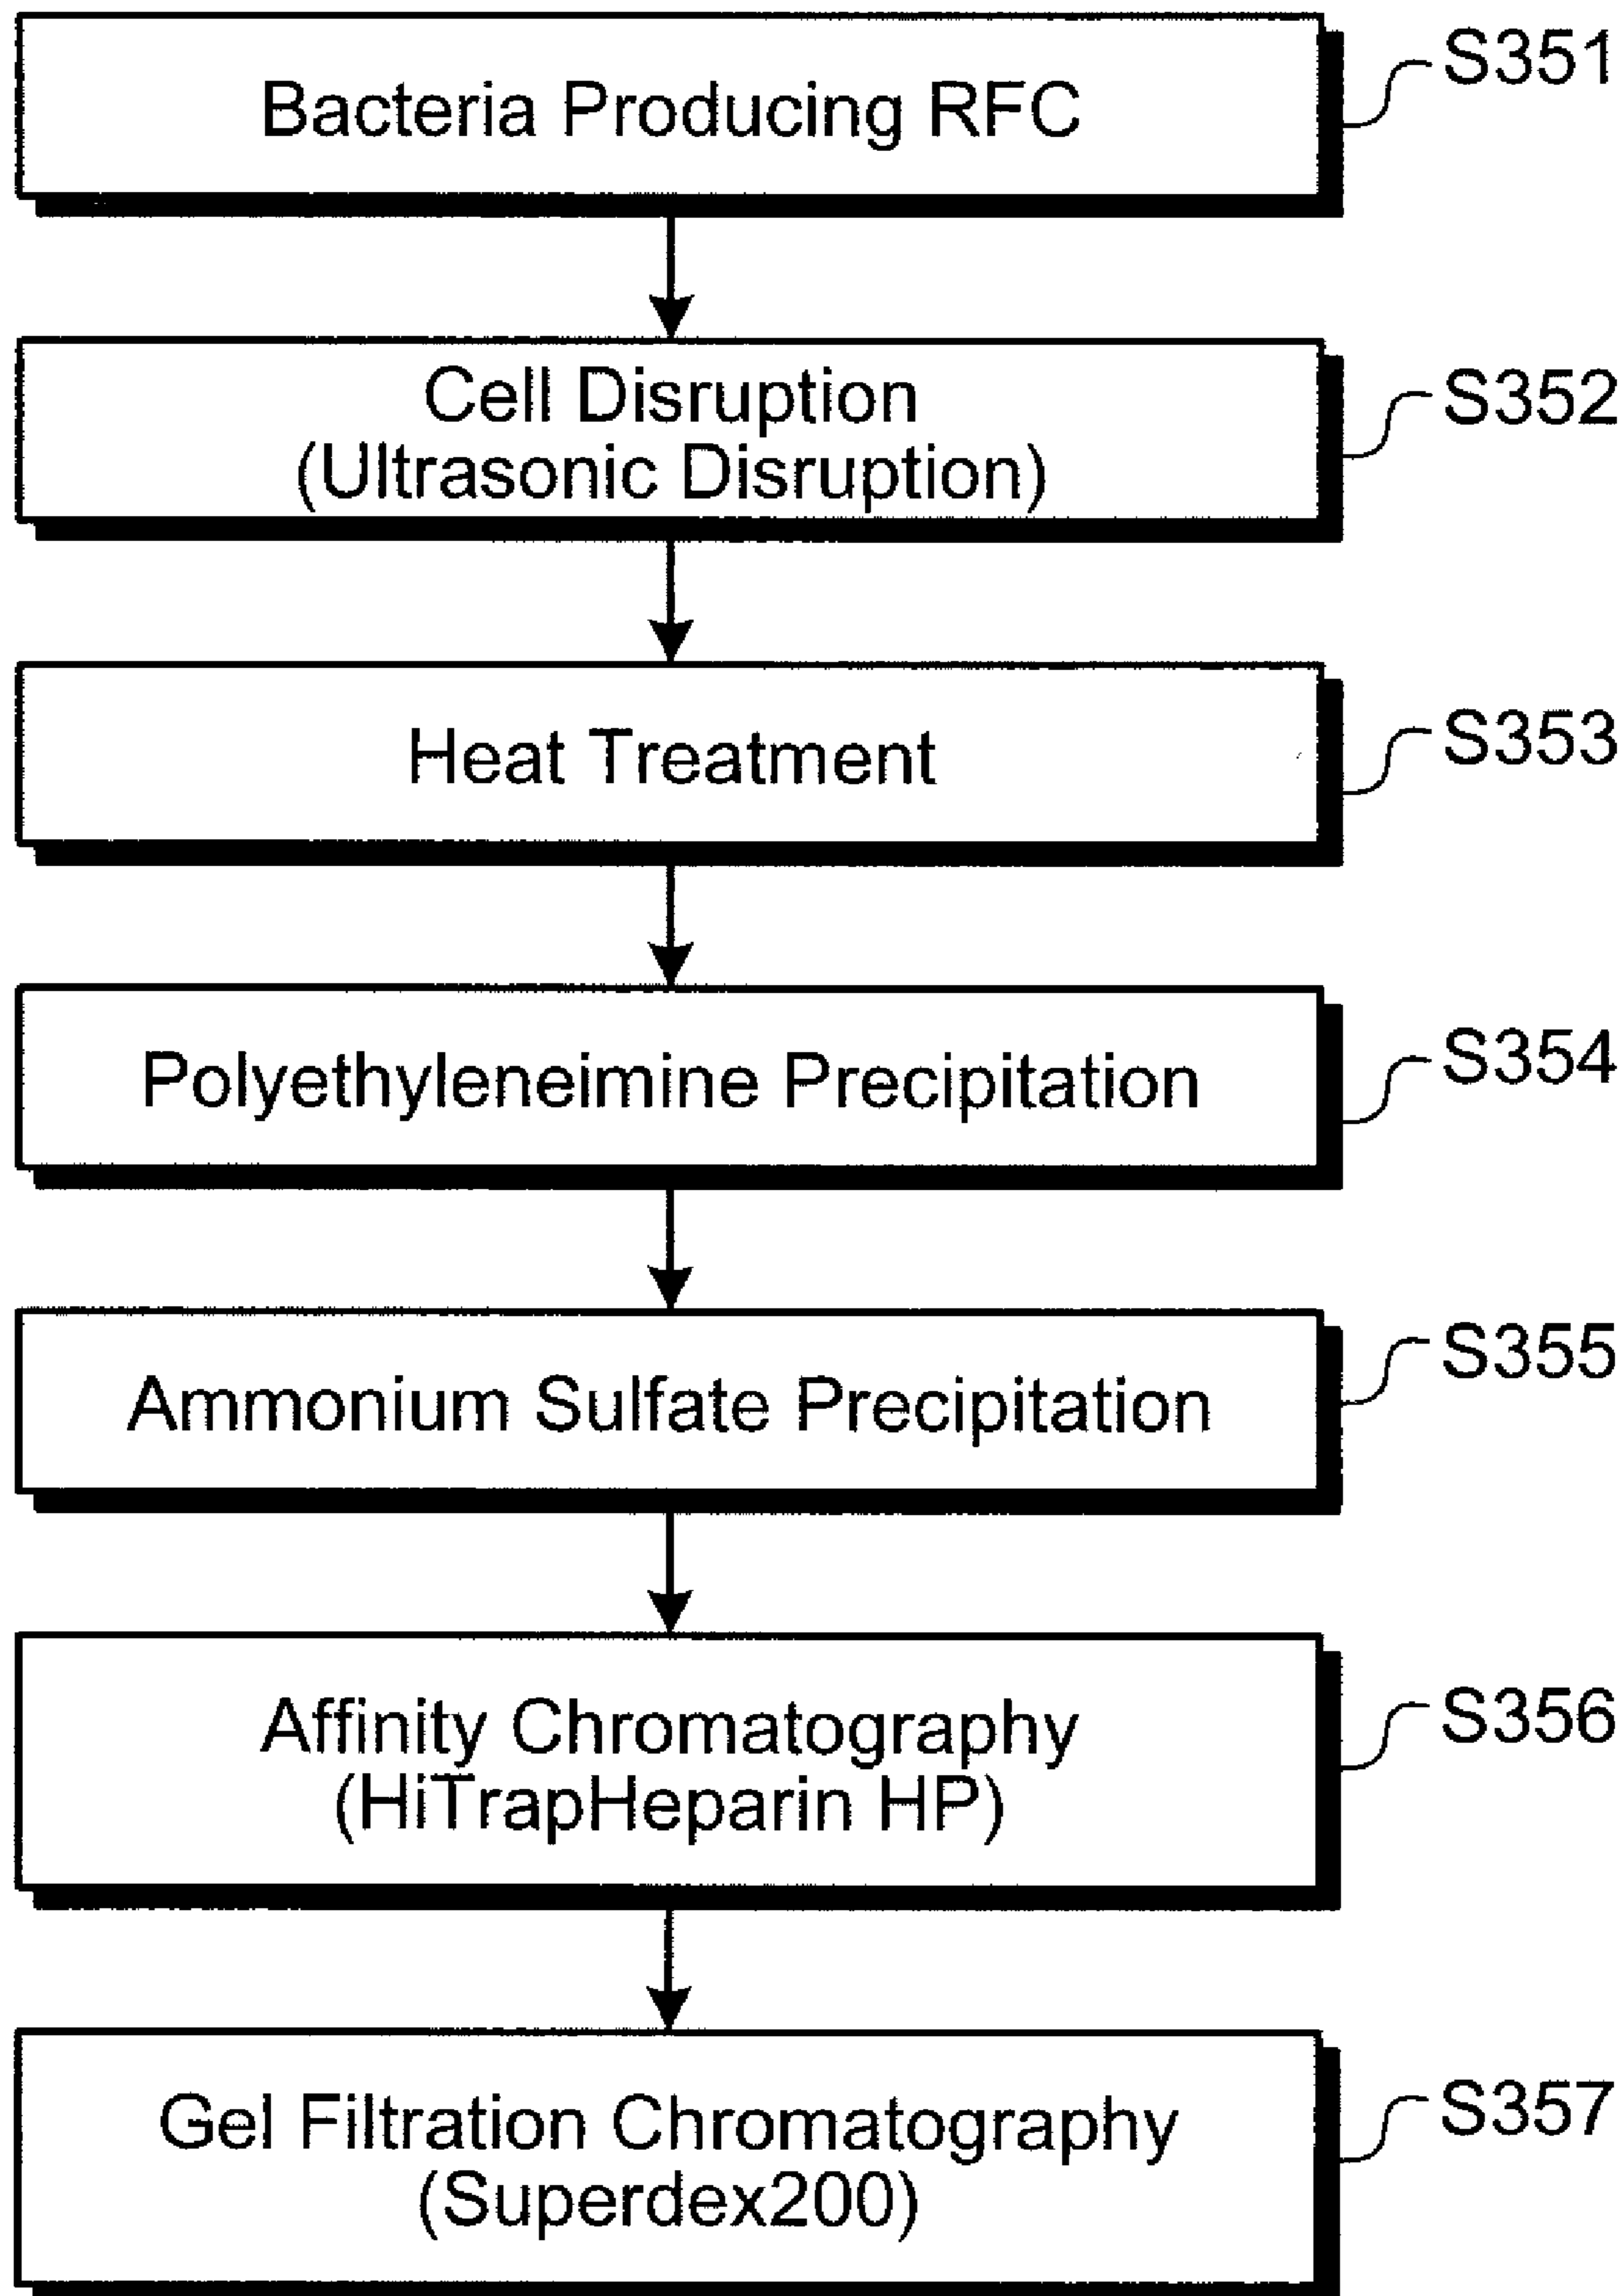 Bacteria Producing RFC
S351
Cell Disruption
(Ultrasonic Disruption)
S352
Heat Treatment
S353
Polyethyleneimine Precipitation
S354
Ammonium Sulfate Precipitation
S355
Affinity Chromatography
(HiTrapHeparin HP)
S356
Gel Filtration Chromatography
(Superdex200)
S357